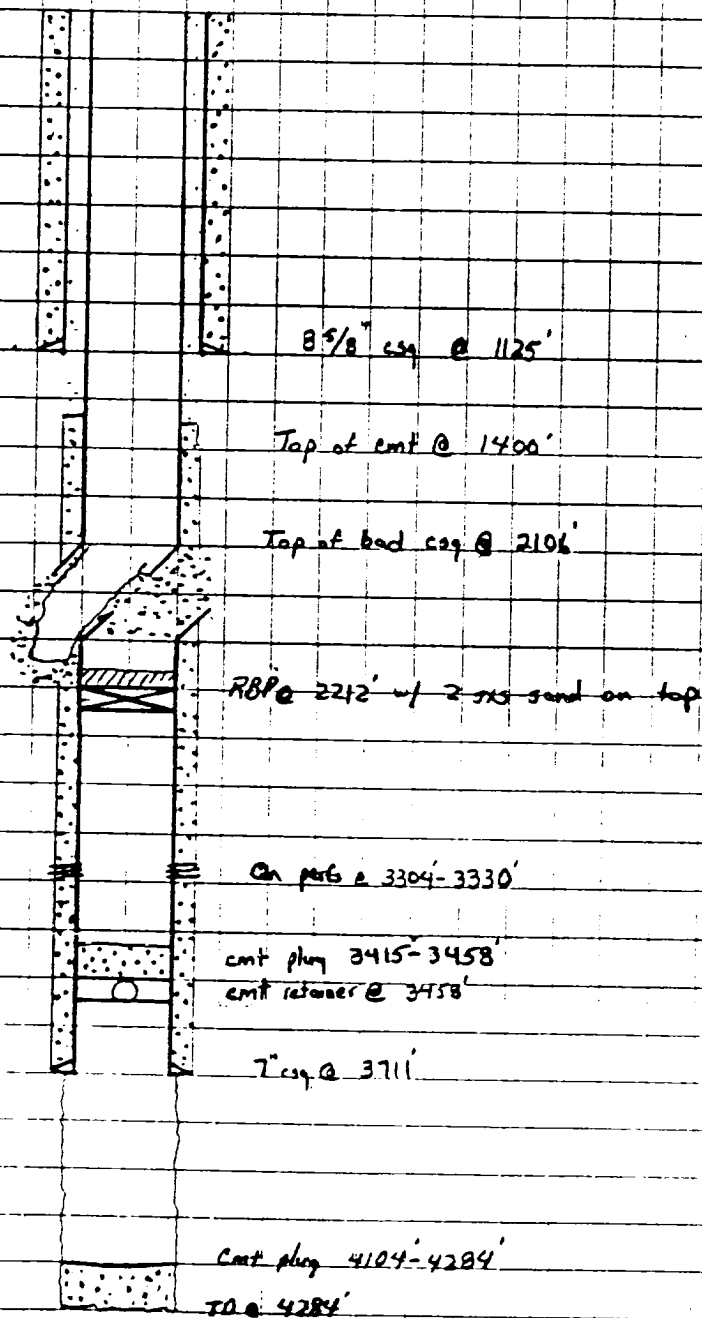 8 5/8" csg @ 1125'
Top of cmt @ 1400'
Top of bad csg @ 2106'
RBP @ 2212' w/ 2 sxs sand on top
Qn perfs @ 3304'-3330'
cmt plug 3415'-3458'
cmt retainer @ 3458'
7" csg @ 3711'
Cmt plug 4104'-4284'
TD @ 4284'